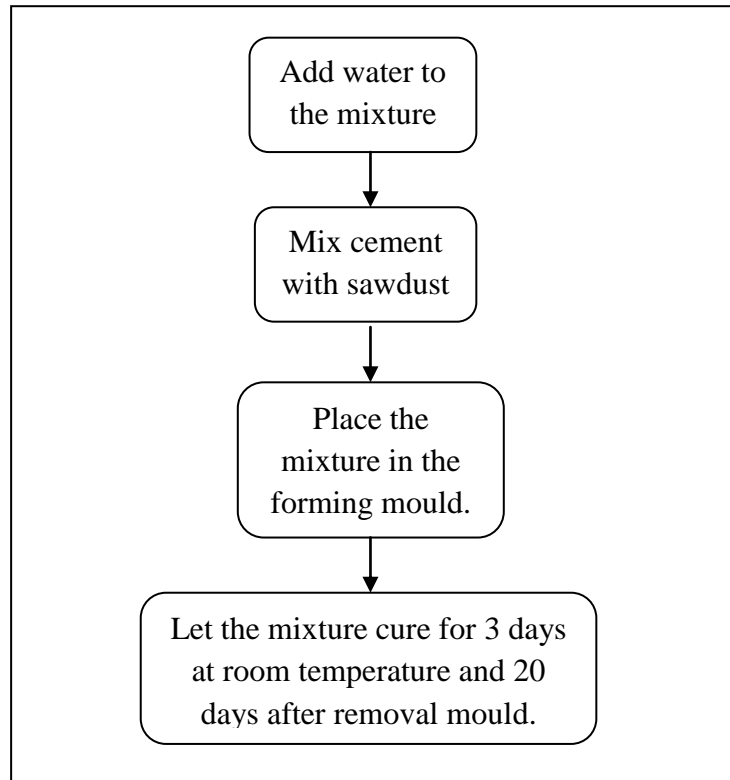 Add water to
the mixture
Mix cement
with sawdust
Place the
mixture in the
forming mould.
Let the mixture cure for 3 days
at room temperature and 20
days after removal mould.